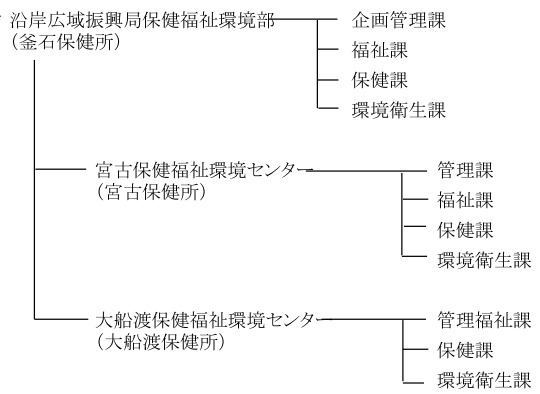 沿岸広域振興局保健福祉環境部
（釜石保健所）
企画管理課
福祉課
保健課
環境衛生課
宮古保健福祉環境センター
（宮古保健所）
管理課
福祉課
保健課
環境衛生課
大船渡保健福祉環境センター
（大船渡保健所）
管理福祉課
保健課
環境衛生課